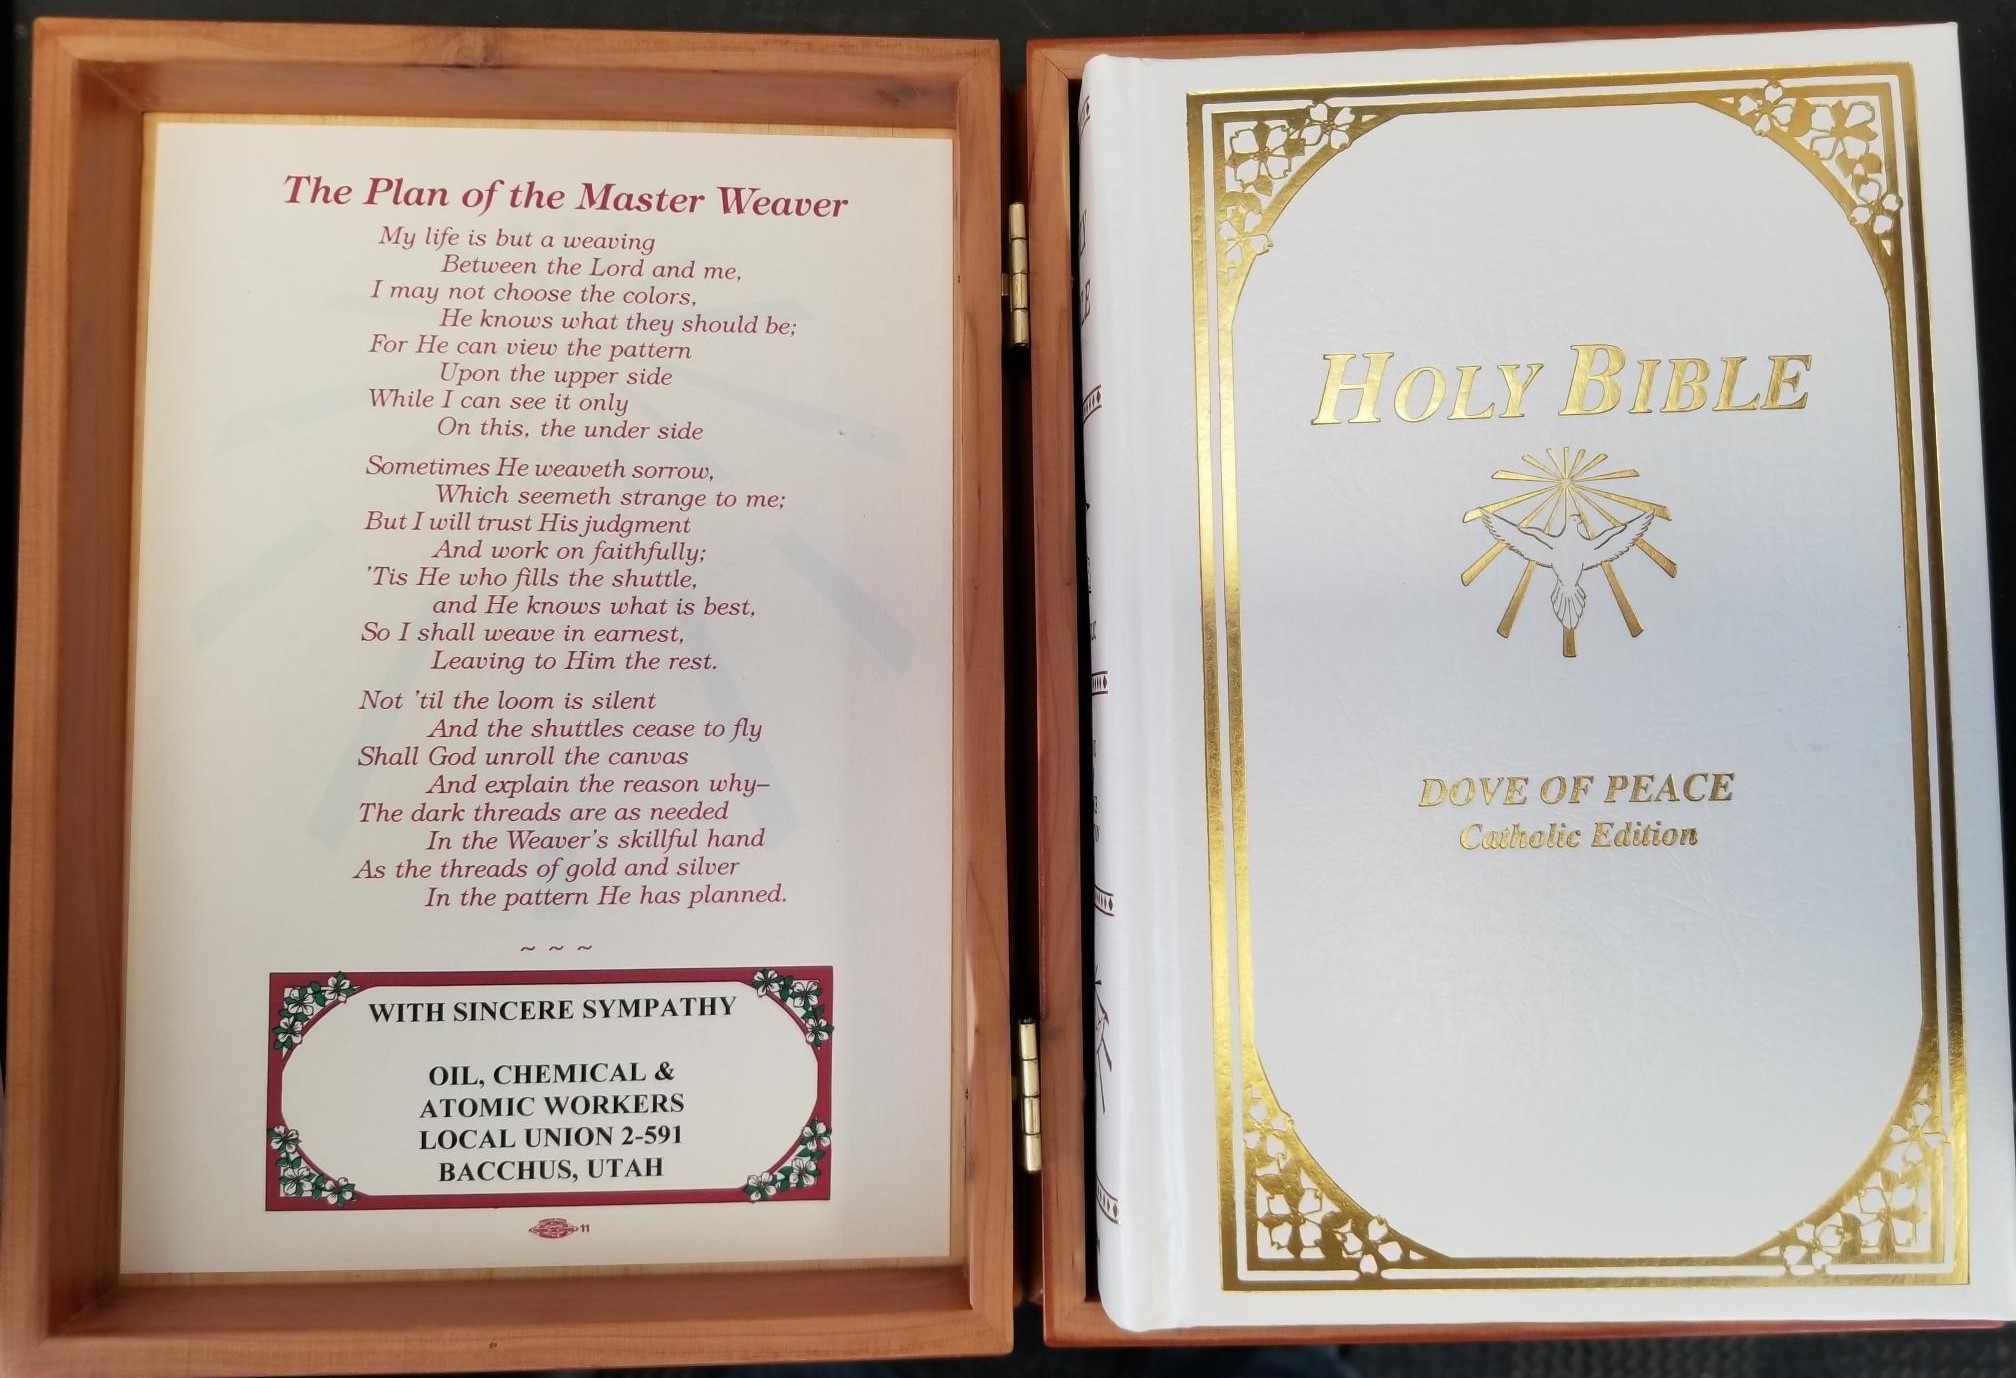 The Plan of the Master Weaver
My life is but a weaving
Between the Lord and me,
I may not choose the colors,
He knows what they should be;
For He can view the pattern
Upon the upper side
While I can see it only
On this, the under side
Sometimes He weaveth sorrow,
Which seemeth strange to me;
But I will trust His judgment
And work on faithfully;
'Tis He who fills the shuttle,
and He knows what is best,
So I shall weave in earnest,
Leaving to Him the rest.
Not 'til the loom is silent
And the shuttles cease to fly
Shall God unroll the canvas
And explain the reason why–
The dark threads are as needed
In the Weaver's skillful hand
As the threads of gold and silver
In the pattern He has planned.
~ ~ ~
WITH SINCERE SYMPATHY
OIL, CHEMICAL &
ATOMIC WORKERS
LOCAL UNION 2-591
BACCHUS, UTAH
11
HOLY BIBLE
DOVE OF PEACE
Catholic Edition